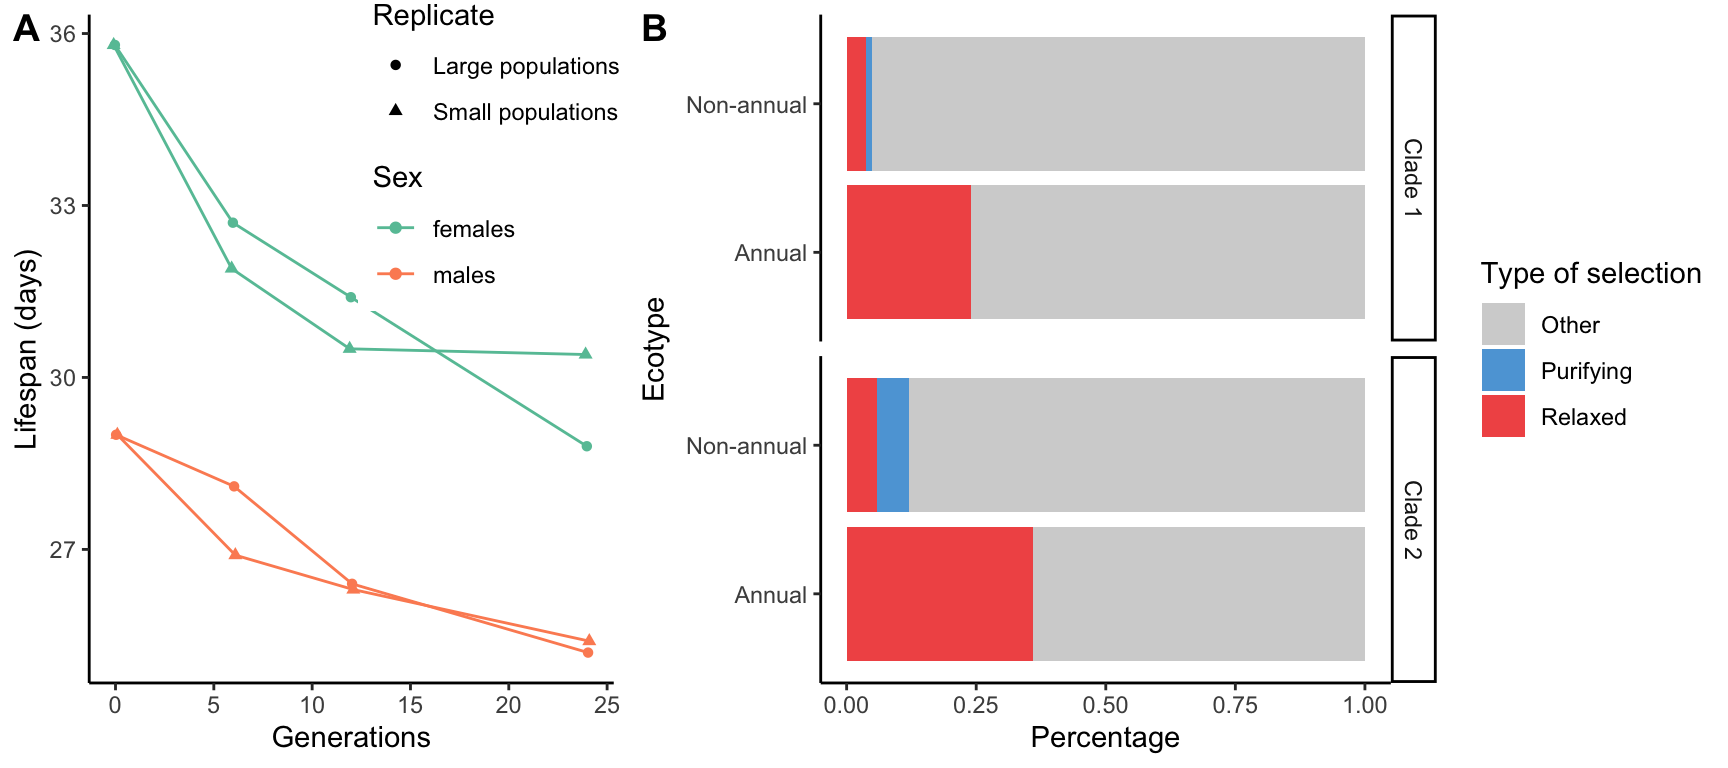 A
36
33
30
27
Lifespan (days)
0 5 10 15 20 25
Generations
Replicate
Large populations
Small populations
Sex
females
males
B
Ecotype
Non-annual
Annual
Clade 1
Non-annual
Annual
Clade 2
0.00 0.25 0.50 0.75 1.00
Percentage
Type of selection
Other
Purifying
Relaxed